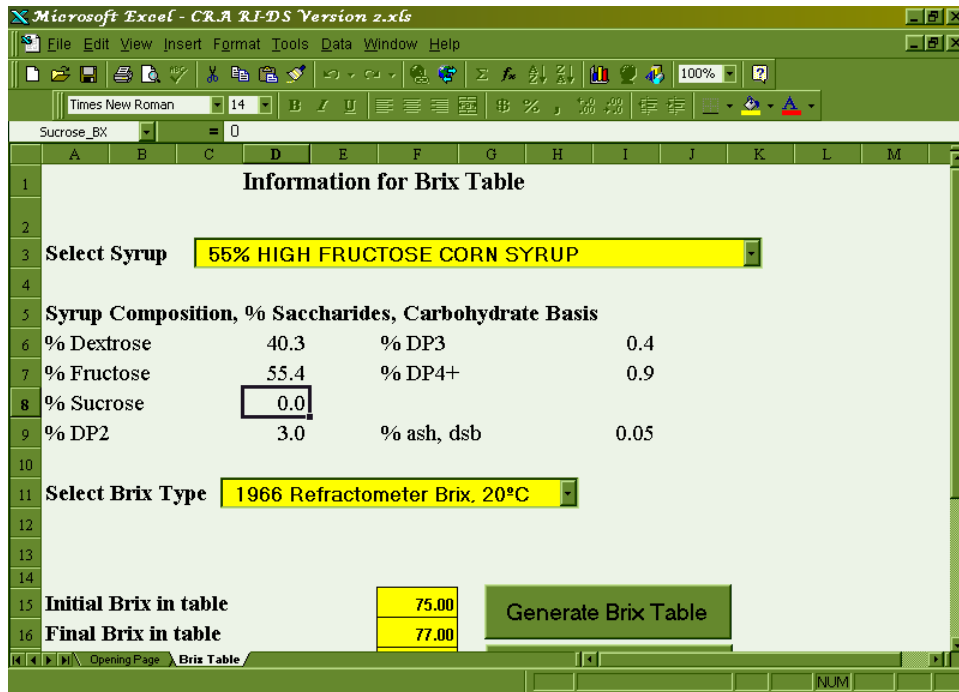 Microsoft Excel - CRA RI-DS Version 2.xls
File Edit View Insert Format Tools Data Window Help
100%
Times New Roman 14 B I U $ % ,
Sucrose_BX = 0
A B C D E F G H I J K L M
1 Information for Brix Table
2
3 Select Syrup 55% HIGH FRUCTOSE CORN SYRUP
4
5 Syrup Composition, % Saccharides, Carbohydrate Basis
6 % Dextrose 40.3 % DP3 0.4
7 % Fructose 55.4 % DP4+ 0.9
8 % Sucrose 0.0
9 % DP2 3.0 % ash, dsb 0.05
10
11 Select Brix Type 1966 Refractometer Brix, 20ºC
12
13
14
15 Initial Brix in table 75.00 Generate Brix Table
16 Final Brix in table 77.00
Opening Page Brix Table
NUM